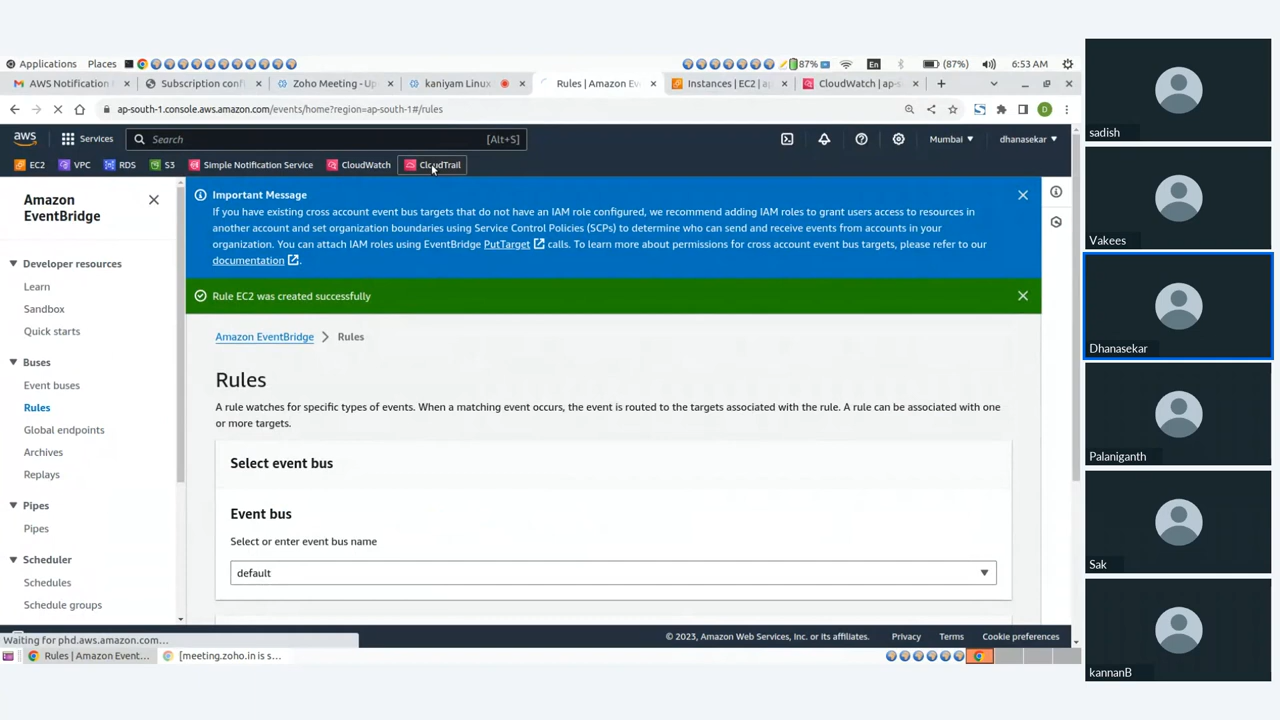 Applications Places 87% En (87%) 6:53 AM
AWS Notification Subscription conf Zoho Meeting - Up kaniyam Linux Rules | Amazon Eve Instances | EC2 | ap CloudWatch | ap-s
ap-south-1.console.aws.amazon.com/events/home?region=ap-south-1#/rules D
aws Services Search [Alt+S] Mumbai dhanasekar
EC2 VPC RDS S3 Simple Notification Service CloudWatch CloudTrail
Amazon
EventBridge
Developer resources
Learn
Sandbox
Quick starts
Buses
Event buses
Rules
Global endpoints
Archives
Replays
Pipes
Pipes
Scheduler
Schedules
Schedule groups
Important Message
If you have existing cross account event bus targets that do not have an IAM role configured, we recommend adding IAM roles to grant users access to resources in
another account and set organization boundaries using Service Control Policies (SCPs) to determine who can send and receive events from accounts in your
organization. You can attach IAM roles using EventBridge PutTarget calls. To learn more about permissions for cross account event bus targets, please refer to our
documentation.
Rule EC2 was created successfully
Amazon EventBridge Rules
Rules
A rule watches for specific types of events. When a matching event occurs, the event is routed to the targets associated with the rule. A rule can be associated with one
or more targets.
Select event bus
Event bus
Select or enter event bus name
default
Waiting for phd.aws.amazon.com...
© 2023, Amazon Web Services, Inc. or its affiliates. Privacy Terms Cookie preferences
Rules | Amazon Event... [meeting.zoho.in is s...
sadish
Vakees
Dhanasekar
Palaniganth
Sak
kannanB